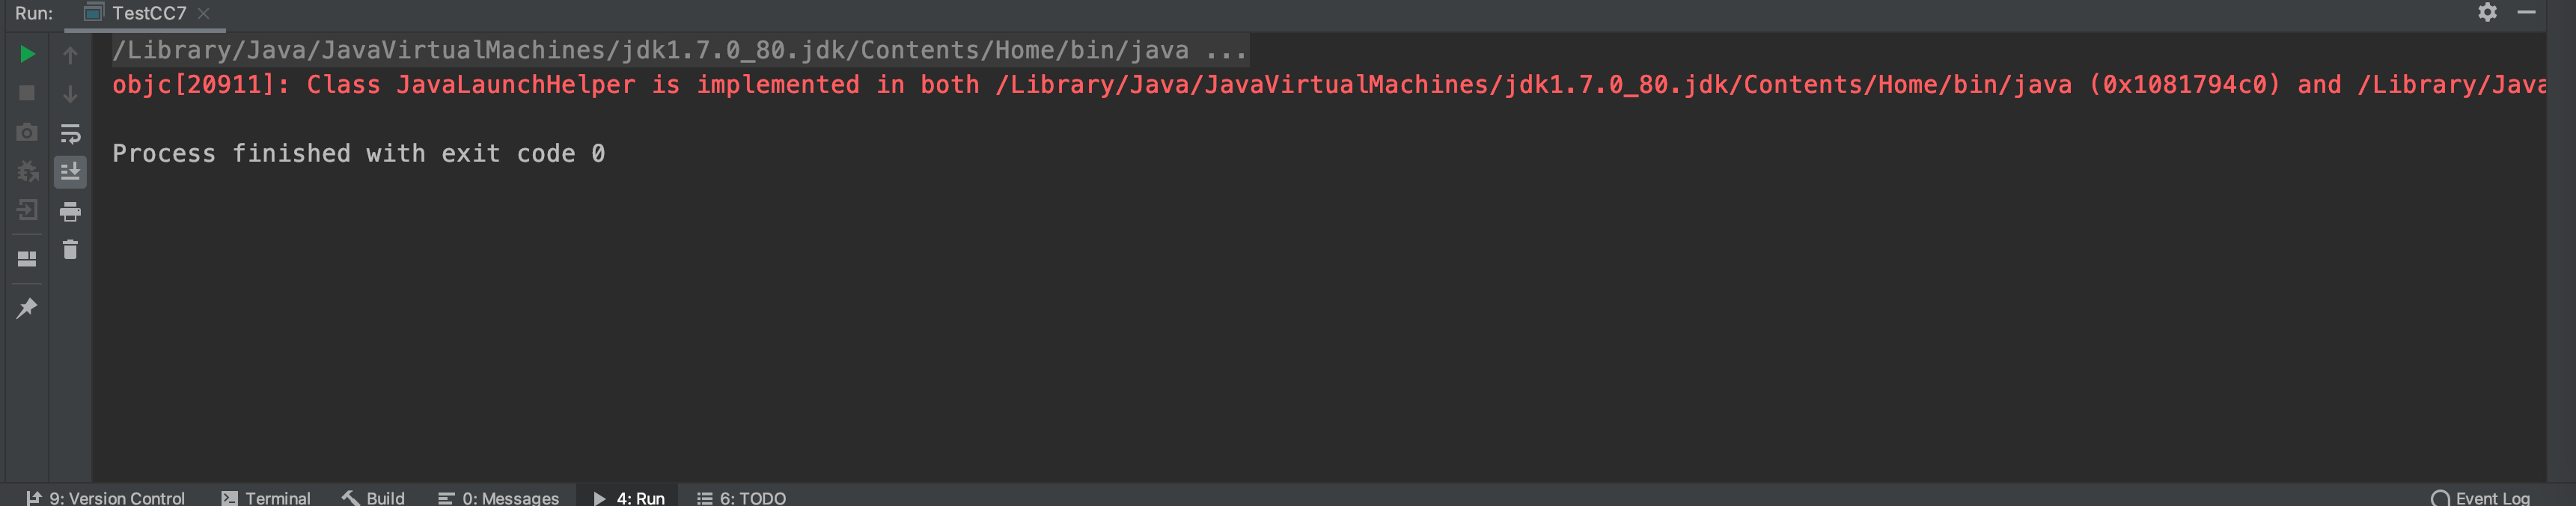 Run: TestCC7
/Library/Java/JavaVirtualMachines/jdk1.7.0_80.jdk/Contents/Home/bin/java ...
objc[20911]: Class JavaLaunchHelper is implemented in both /Library/Java/JavaVirtualMachines/jdk1.7.0_80.jdk/Contents/Home/bin/java (0x1081794c0) and /Library/Java
Process finished with exit code 0
9: Version Control Terminal Build 0: Messages 4: Run 6: TODO Event Log